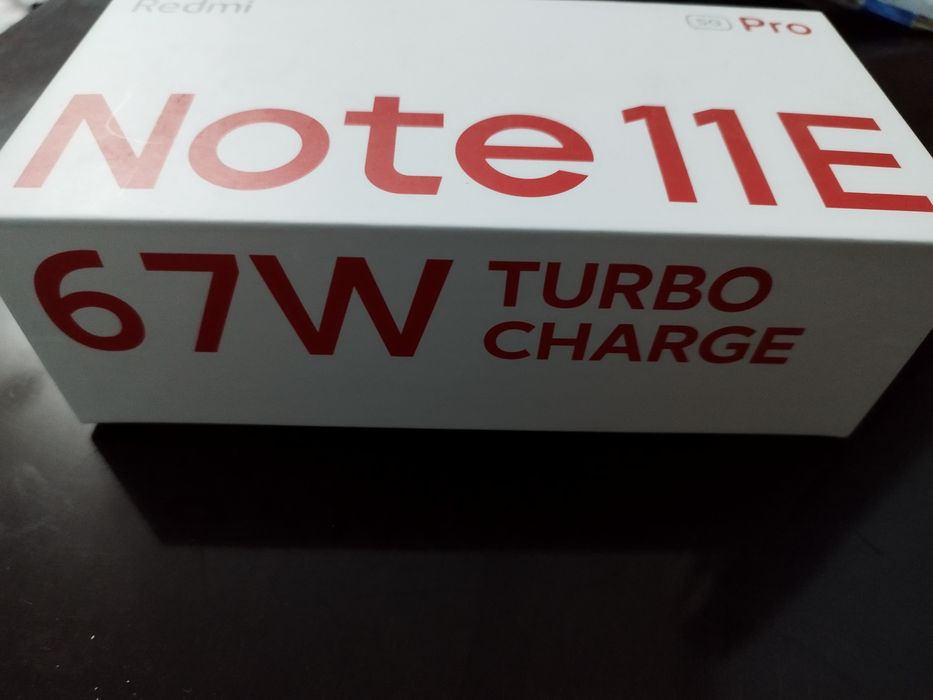 Redmi
5G Pro
Note 11E
67W TURBO
CHARGE